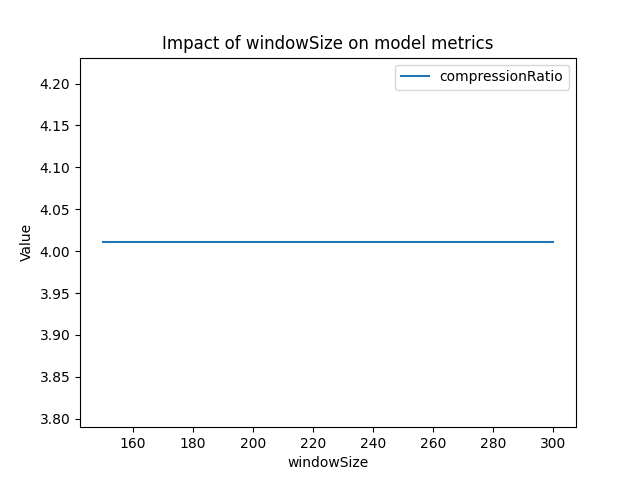 Impact of windowSize on model metrics
compressionRatio
4.20
4.15
4.10
4.05
4.00
3.95
3.90
3.85
3.80
Value
160 180 200 220 240 260 280 300
windowSize